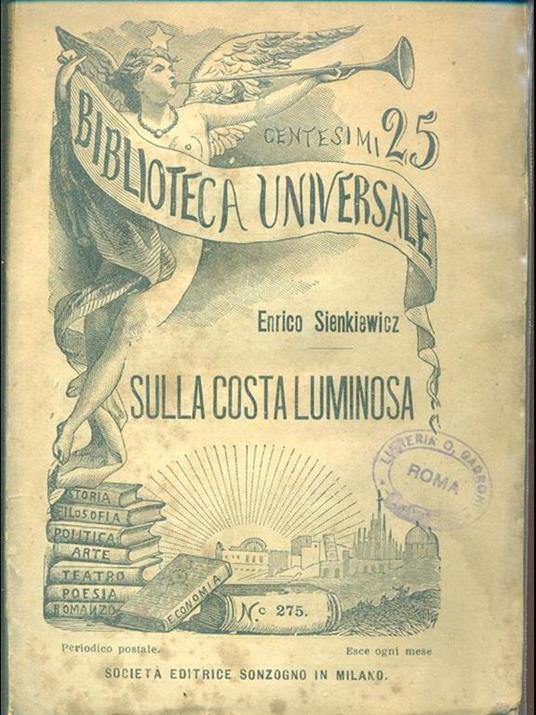 CENTESIMI 25
BIBLIOTECA UNIVERSALE
Enrico Sienkiewicz
SULLA COSTA LUMINOSA
LIBRERIA O. GARRONI
ROMA
STORIA
FILOSOFIA
POLITICA
ARTE
TEATRO
POESIA
ROMANZO
ECONOMIA
N.º 275.
Periodico postale. Esce ogni mese
SOCIETÀ EDITRICE SONZOGNO IN MILANO.